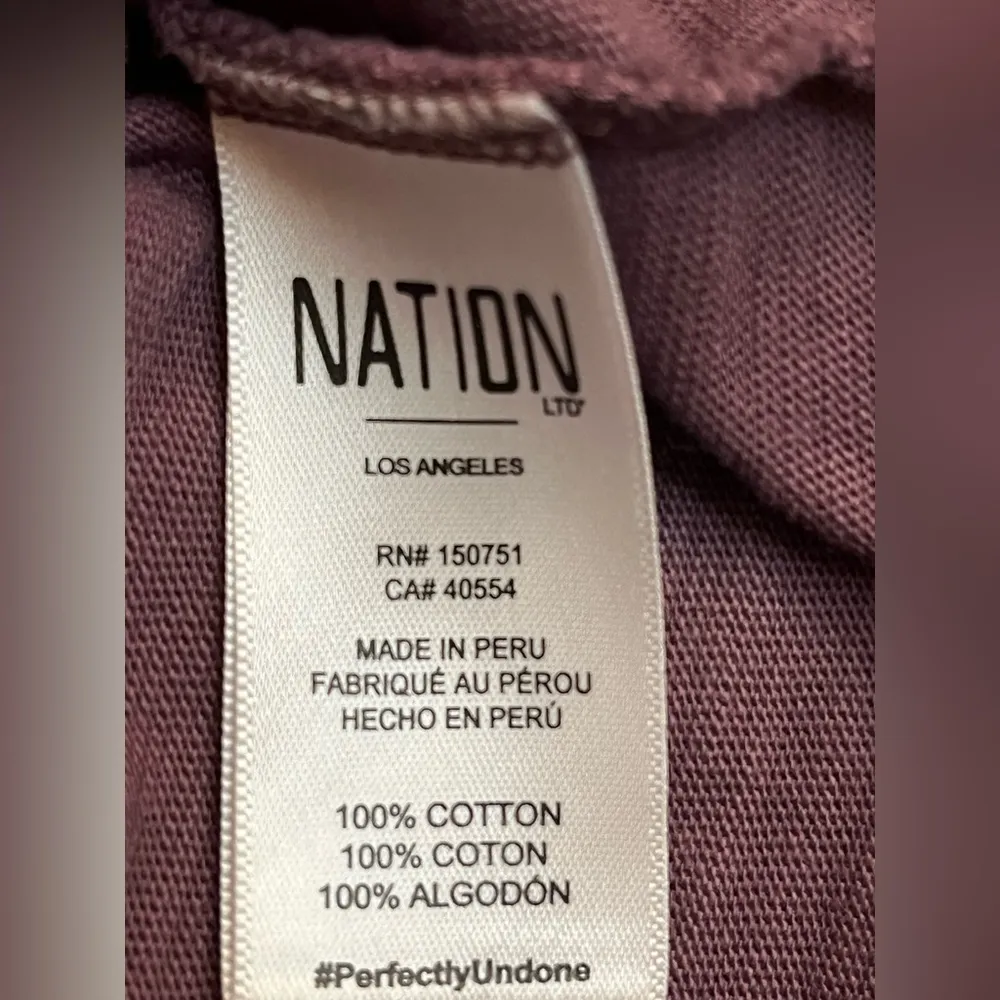 NATION
LTD
LOS ANGELES
RN# 150751
CA# 40554
MADE IN PERU
FABRIQUÉ AU PÉROU
HECHO EN PERÚ
100% COTTON
100% COTON
100% ALGODÓN
#PerfectlyUndone